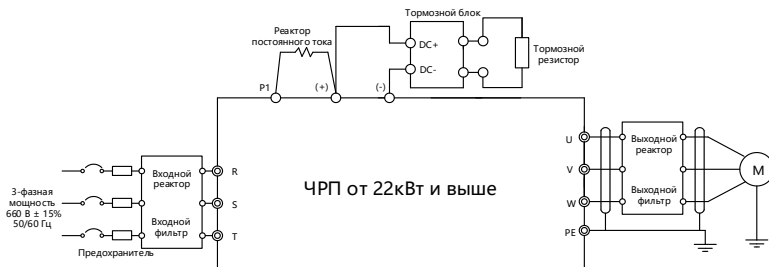 Тормозной блок
Реактор
постоянного тока
DC+
DC-
Тормозной
резистор
P1
(+)
(-)
3-фазная
мощность
660 В ± 15%
50/60 Гц
Предохранитель
Входной
реактор
Входной
фильтр
R
S
T
ЧРП от 22кВт и выше
U
V
W
PE
Выходной
реактор
Выходной
фильтр
M